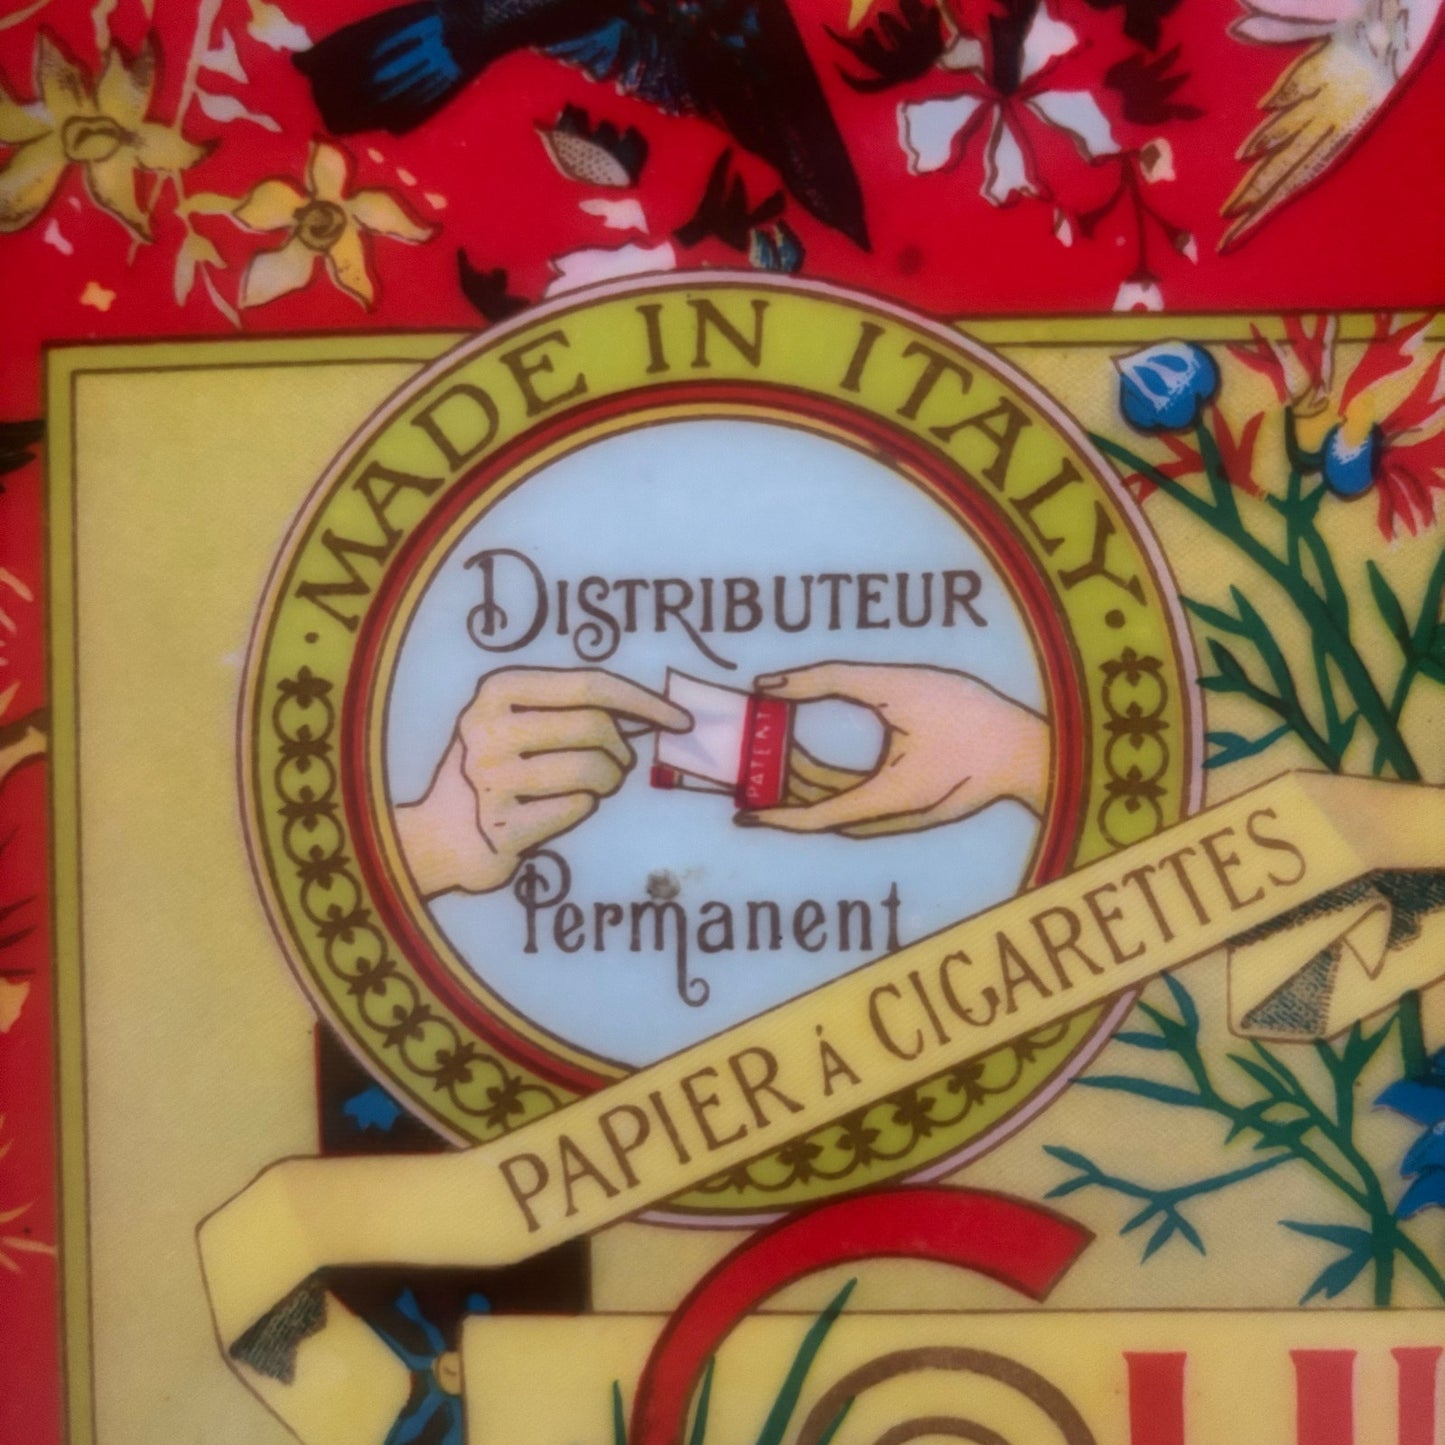 ·MADE IN ITALY·
DISTRIBUTEUR
PATENT
Permanent
PAPIER À CIGARETTES